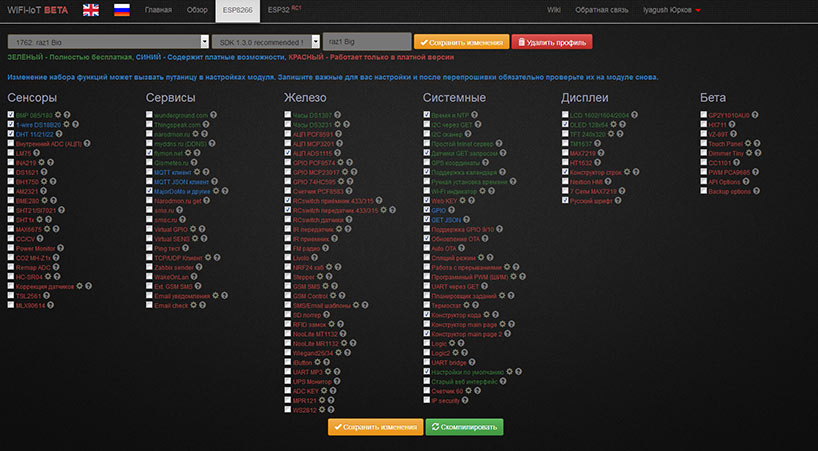 WiFi-IoT BETA
Главная
Обзор
ESP8266
ESP32 RC1
Wiki
Обратная связь
Iyagush Юрков
1762 raz1 Bio
SDK 1.3.0 recommended !
raz1 Big
Сохранить изменения
Удалить профиль
ЗЕЛЁНЫЙ - Полностью бесплатная, СИНИЙ - Содержит платные возможности, КРАСНЫЙ - Работает только в платной версии
Изменение набора функций может вызвать путаницу в настройках модуля. Запишите важные для вас настройки и после перепрошивки обязательно проверьте их на модуле снова.
Сенсоры
BMP 085/180
1-wire DS18B20
DHT 11/21/22
Внутренний ADC (АЦП)
LM75
INA219
DS1621
BH1750
AM2321
BME280
SHT21/SI7021
SHT1x
MAX6675
CCICV
Power Monitor
CO2 MH-Z1x
Remap ADC
HC-SR04
Коррекция датчиков
TSL2561
MLX90614
Сервисы
wunderground.com
Thingspeak.com
narodmon.ru
myddns.ru (DDNS)
flymon.net
Gismeteo.ru
MQTT клиент
MQTT JSON клиент
MajorDoMo и другие
Narodmon.ru get
sms.ru
smsc.ru
Virtual GPIO
Virtual SENS
Ping тест
TCP/UDP Клиент
Zabbix sender
WakeOnLan
Ext. GSM SMS
Email уведомления
Email check
Железо
Часы DS1307
Часы DS3231
АЦП PCF8591
АЦП MCP3201
АЦП ADS1115
GPIO PCF8574
GPIO MCP23017
GPIO 74HC595
Счетчик PCF8583
RCswitch приёмник 433/315
RCswitch передатчик 433/315
RCswitch датчики
IR передатчик
IR приемник
FM радио
Livolo
NRF24 хаб
Stepper
GSM SMS
GSM Control
SMS/Email шаблоны
SD логгер
RFID замок
NooLite MT1132
NooLite MR1132
Wiegand26/34
iButton
UART MP3
UPS Монитор
ADC KEY
MPR121
WS2812
Системные
Время и NTP
I2C через GET
I2C сканер
Простой telnet сервер
Датчики GET запросом
GPS координаты
Поддержка календаря
Ручная установка времени
Wi-Fi индикатор
Web KEY
GPIO
GET JSON
Поддержка GPIO 9/10
Обновление OTA
Auto OTA
Спящий режим
Работа с прерываниями
Программный PWM (ШИМ)
UART через GET
Планировщик заданий
Термостат
Конструктор кода
Конструктор main page
Конструктор main page 2
Logic
Logic2
UART bridge
Настройки по умолчанию
Старый веб интерфейс
Счетчик 60
IP security
Дисплеи
LCD 1602/1604/2004
OLED 128x64
TFT 240x320
TM1637
MAX7219
HT1632
Конструктор строк
Nextion HMI
7 Сегм MAX7219
Русский шрифт
Бета
GP2Y1010AU0
HX711
VZ-697
Touch Panel
Dimmer Tiny
CC1101
PWM PCA9685
API Options
Backup options
Сохранить изменения
Скомпилировать